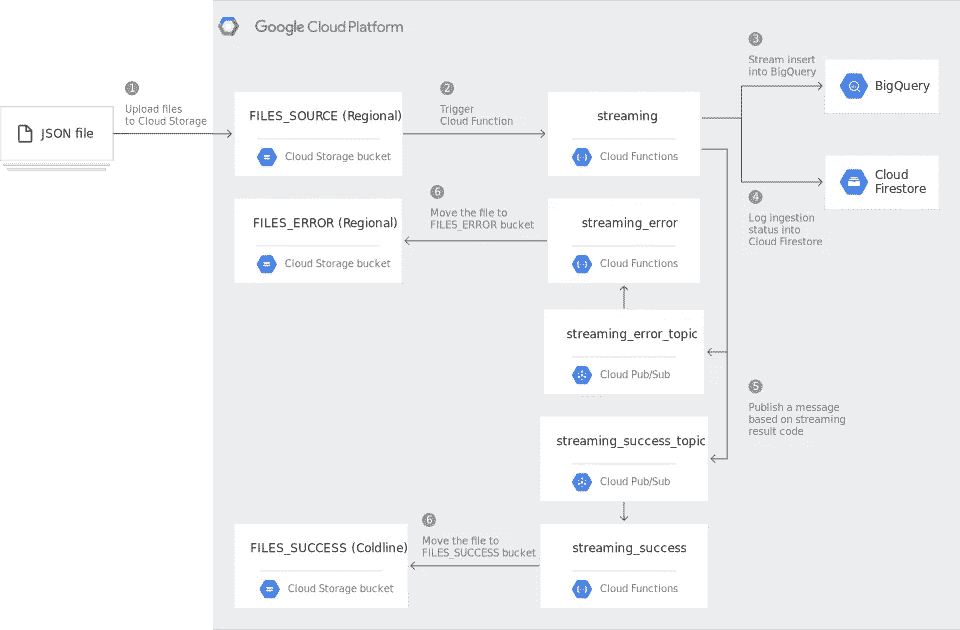 Google Cloud Platform
1
Upload files
to Cloud Storage
JSON file
FILES_SOURCE (Regional)
Cloud Storage bucket
2
Trigger
Cloud Function
streaming
Cloud Functions
3
Stream insert
into BigQuery
BigQuery
Cloud
Firestore
4
Log ingestion
status into
Cloud Firestore
FILES_ERROR (Regional)
Cloud Storage bucket
6
Move the file to
FILES_ERROR bucket
streaming_error
Cloud Functions
streaming_error_topic
Cloud Pub/Sub
5
Publish a message
based on streaming
result code
streaming_success_topic
Cloud Pub/Sub
FILES_SUCCESS (Coldline)
Cloud Storage bucket
6
Move the file to
FILES_SUCCESS bucket
streaming_success
Cloud Functions